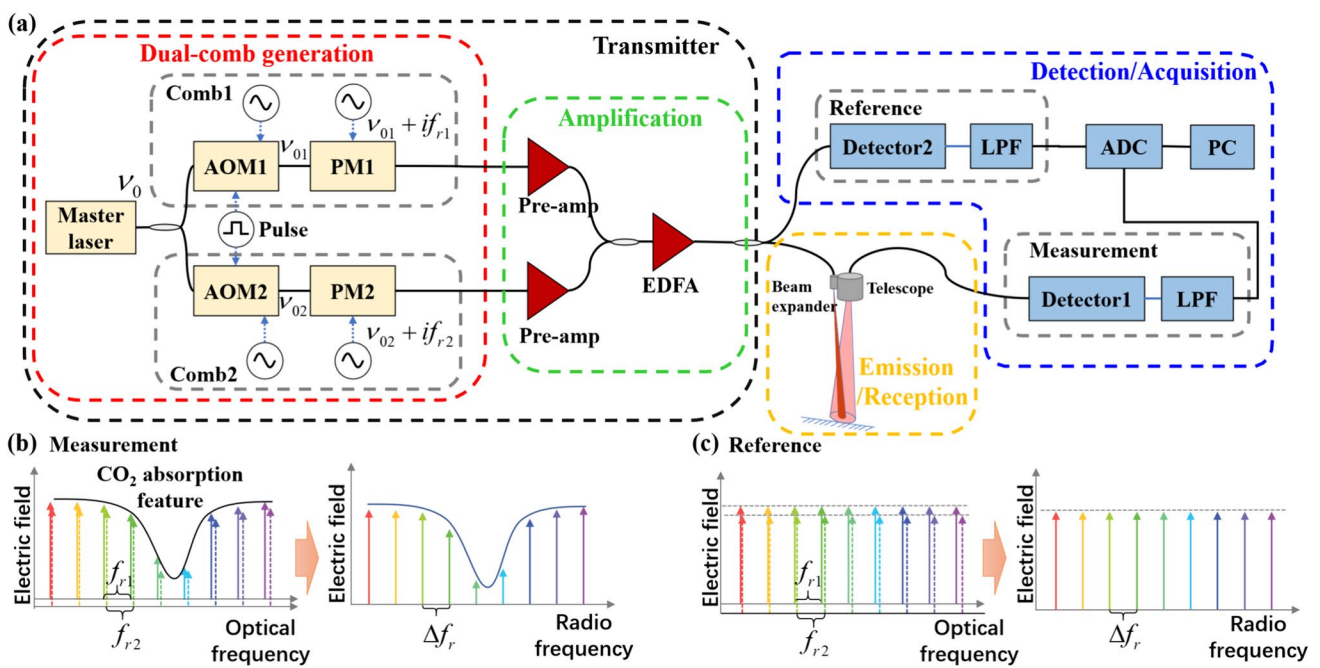 (a)
Dual-comb generation
Transmitter
Detection/Acquisition
Comb1
ν01 + ifr1
Amplification
Reference
Detector2
LPF
ADC
PC
AOM1
ν01
PM1
ν0
Master
laser
Pulse
Pre-amp
EDFA
Measurement
Detector1
LPF
AOM2
ν02
PM2
Beam
expander
Telescope
ν02 + ifr2
Pre-amp
Comb2
Emission
/Reception
(b) Measurement
CO2 absorption
feature
Electric field
fr1
fr2
Optical
frequency
Electric field
Δfr
Radio
frequency
(c) Reference
Electric field
fr1
fr2
Optical
frequency
Electric field
Δfr
Radio
frequency